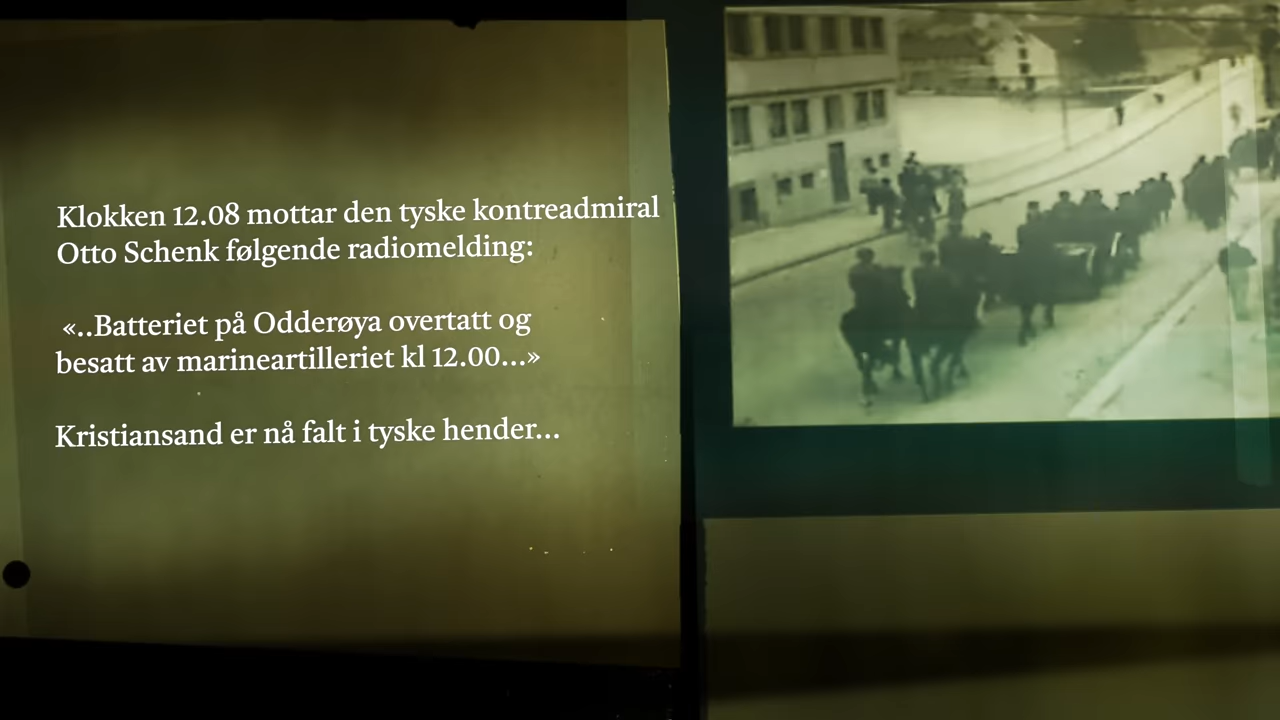 Klokken 12.08 mottar den tyske kontreadmiral
Otto Schenk følgende radiomelding:
«..Batteriet på Odderøya overtatt og
besatt av marineartilleriet kl 12.00...»
Kristiansand er nå falt i tyske hender...